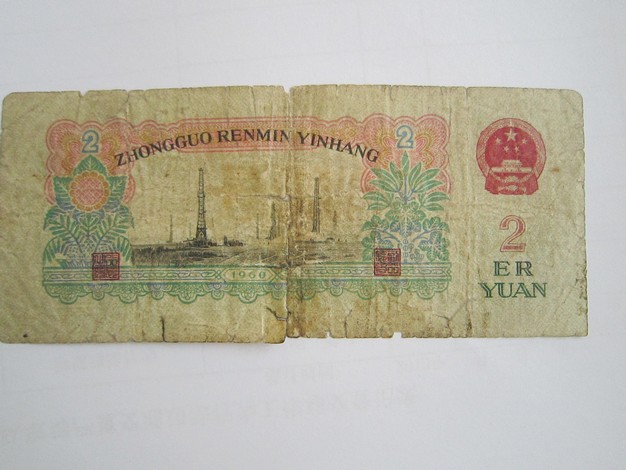 2 2
ZHONGGUO RENMIN YINHANG
1960
2
ER
YUAN